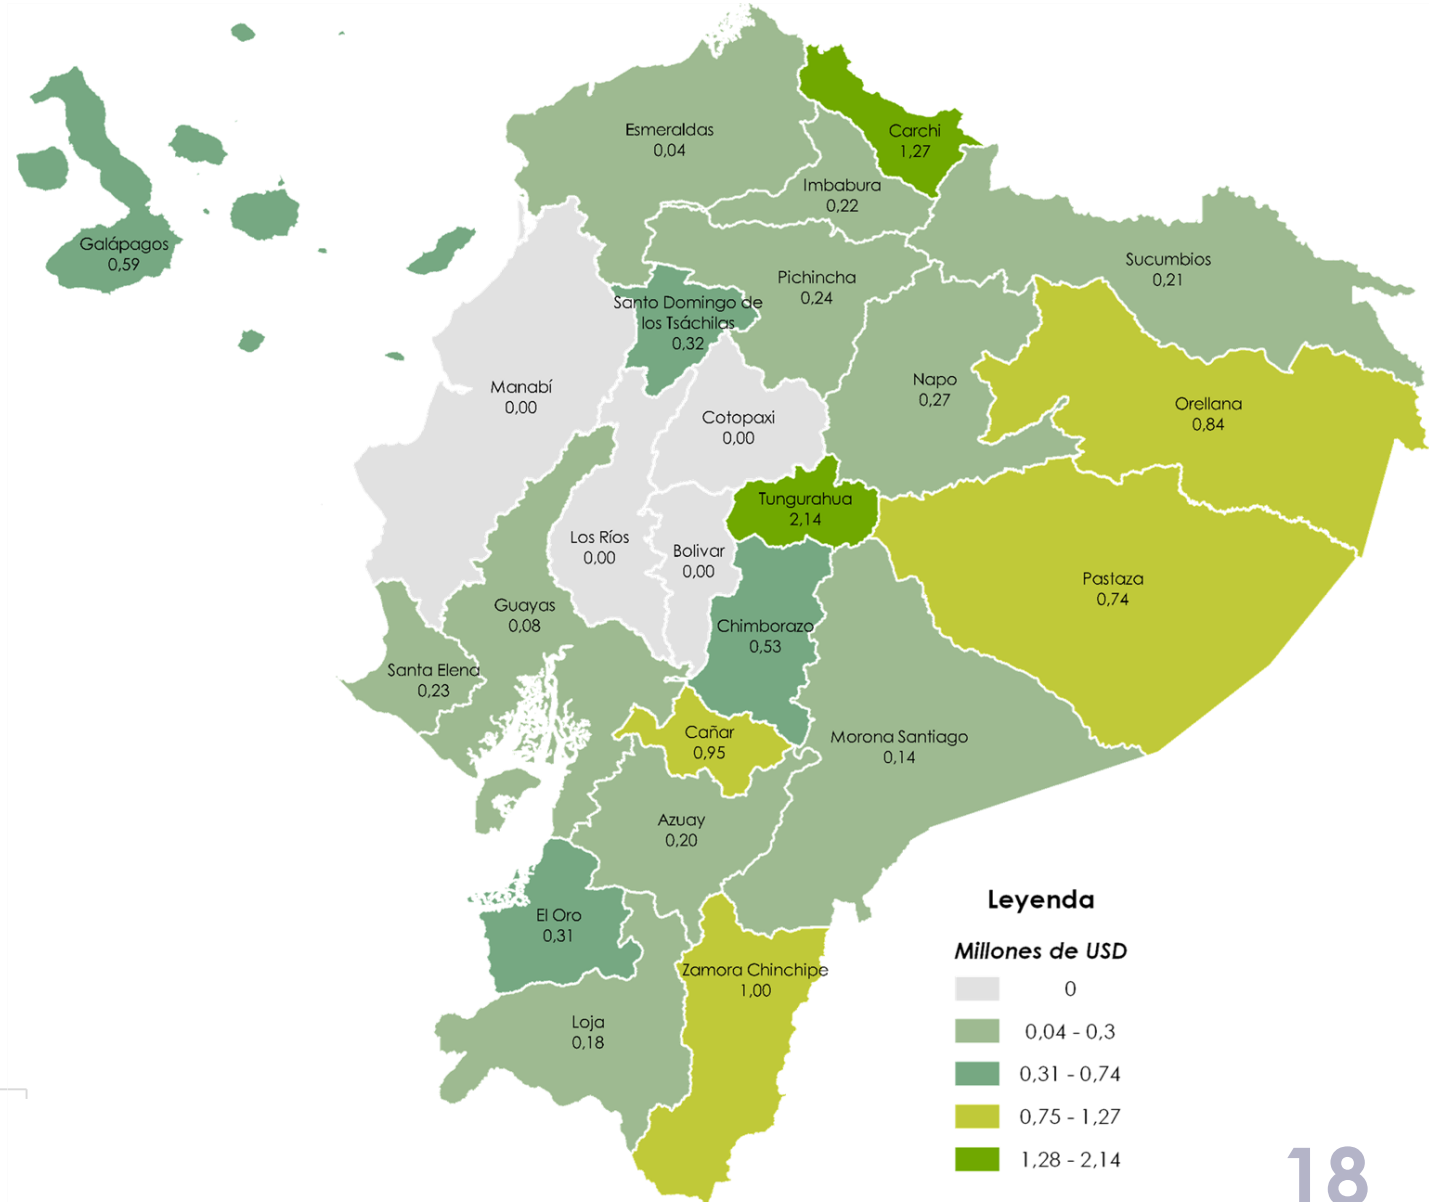 Esmeraldas
0,04
Carchi
1,27
Imbabura
0,22
Galápagos
0,59
Sucumbios
0,21
Pichincha
0,24
Santo Domingo de
los Tsáchilas
0,32
Napo
0,27
Manabí
0,00
Orellana
0,84
Cotopaxi
0,00
Tungurahua
2,14
Los Ríos
0,00
Bolivar
0,00
Pastaza
0,74
Guayas
0,08
Chimborazo
0,53
Santa Elena
0,23
Cañar
0,95
Morona Santiago
0,14
Azuay
0,20
El Oro
0,31
Zamora Chinchipe
1,00
Loja
0,18
Leyenda
Millones de USD
0
0,04 - 0,3
0,31 - 0,74
0,75 - 1,27
1,28 - 2,14
18